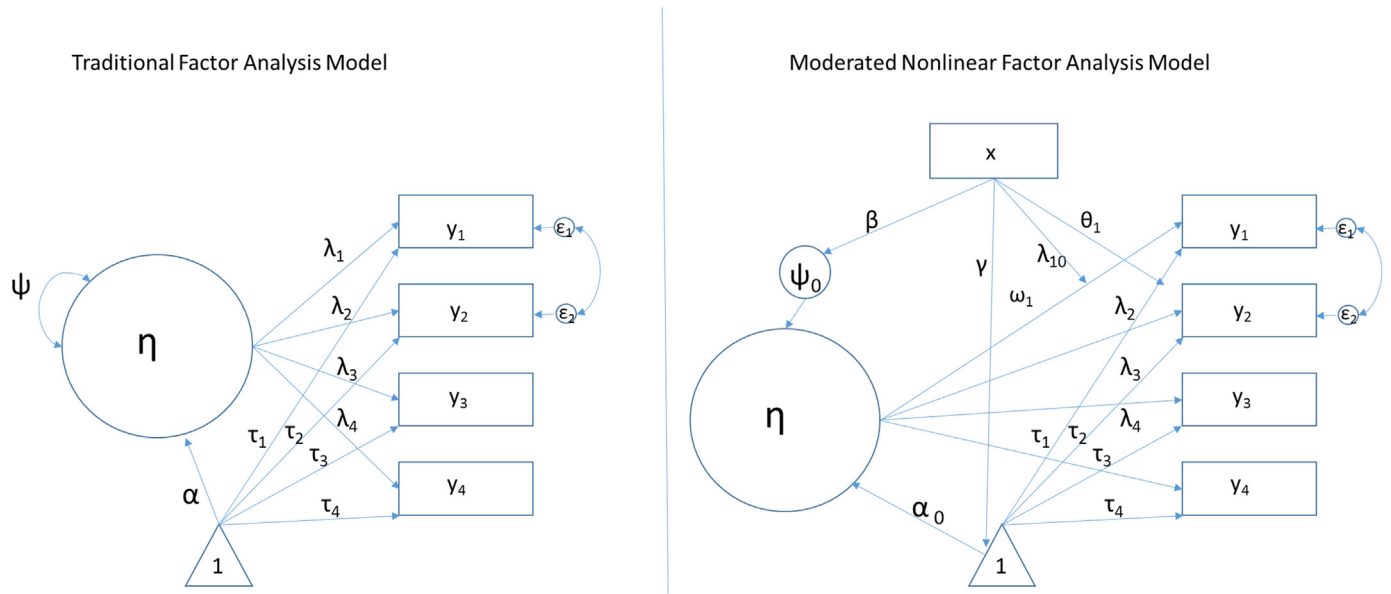 Traditional Factor Analysis Model
ψ
η
λ₁
λ₂
λ₃
λ₄
y₁
y₂
y₃
y₄
ε₁
ε₂
τ₁
τ₂
τ₃
τ₄
α
1
Moderated Nonlinear Factor Analysis Model
x
β
θ₁
γ
λ₁₀
ω₁
ψ₀
η
λ₂
λ₃
λ₄
y₁
y₂
y₃
y₄
ε₁
ε₂
τ₁
τ₂
τ₃
τ₄
α₀
1